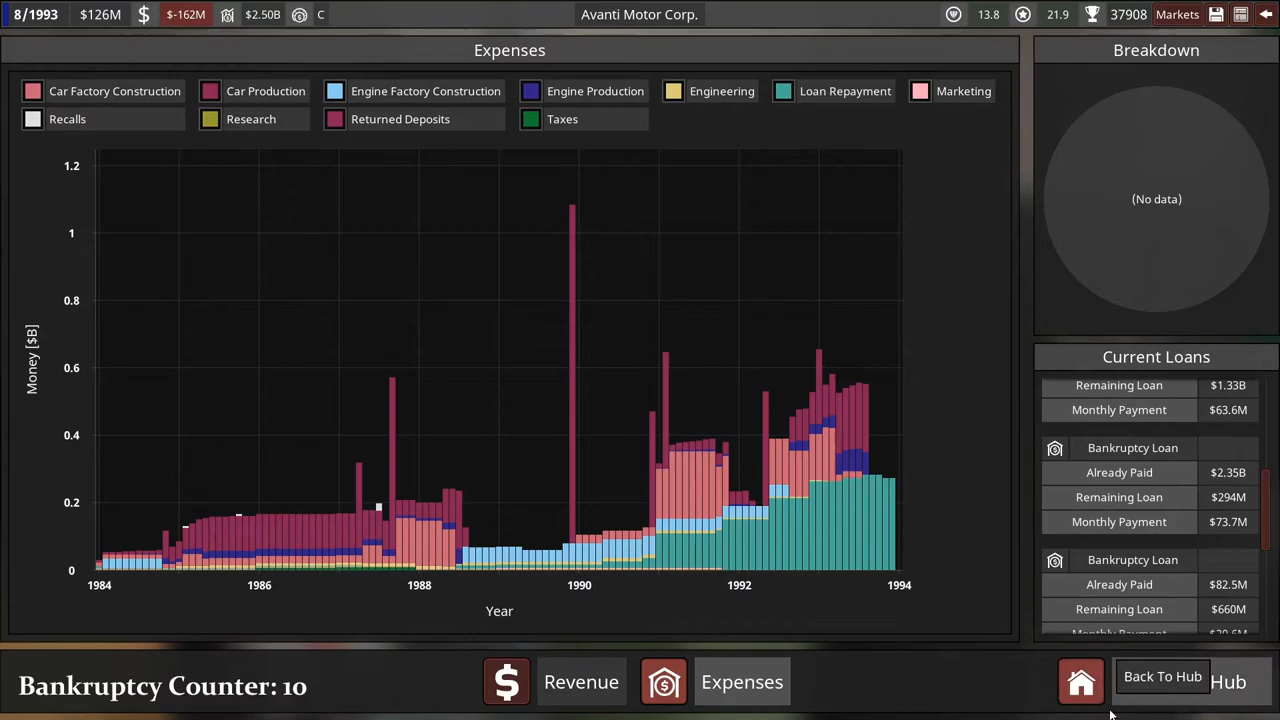 8/1993 $126M $-162M $2.50B C Avanti Motor Corp. 13.8 21.9 37908 Markets
Expenses
Car Factory Construction Car Production Engine Factory Construction Engine Production Engineering Loan Repayment Marketing
Recalls Research Returned Deposits Taxes
Money [$B]
1.2
1
0.8
0.6
0.4
0.2
0
1984 1986 1988 1990 1992 1994
Year
Breakdown
(No data)
Current Loans
Remaining Loan $1.33B
Monthly Payment $63.6M
Bankruptcy Loan
Already Paid $2.35B
Remaining Loan $294M
Monthly Payment $73.7M
Bankruptcy Loan
Already Paid $82.5M
Remaining Loan $660M
Monthly Payment $20.6M
Bankruptcy Counter: 10
Revenue
Expenses
Back To Hub
Hub